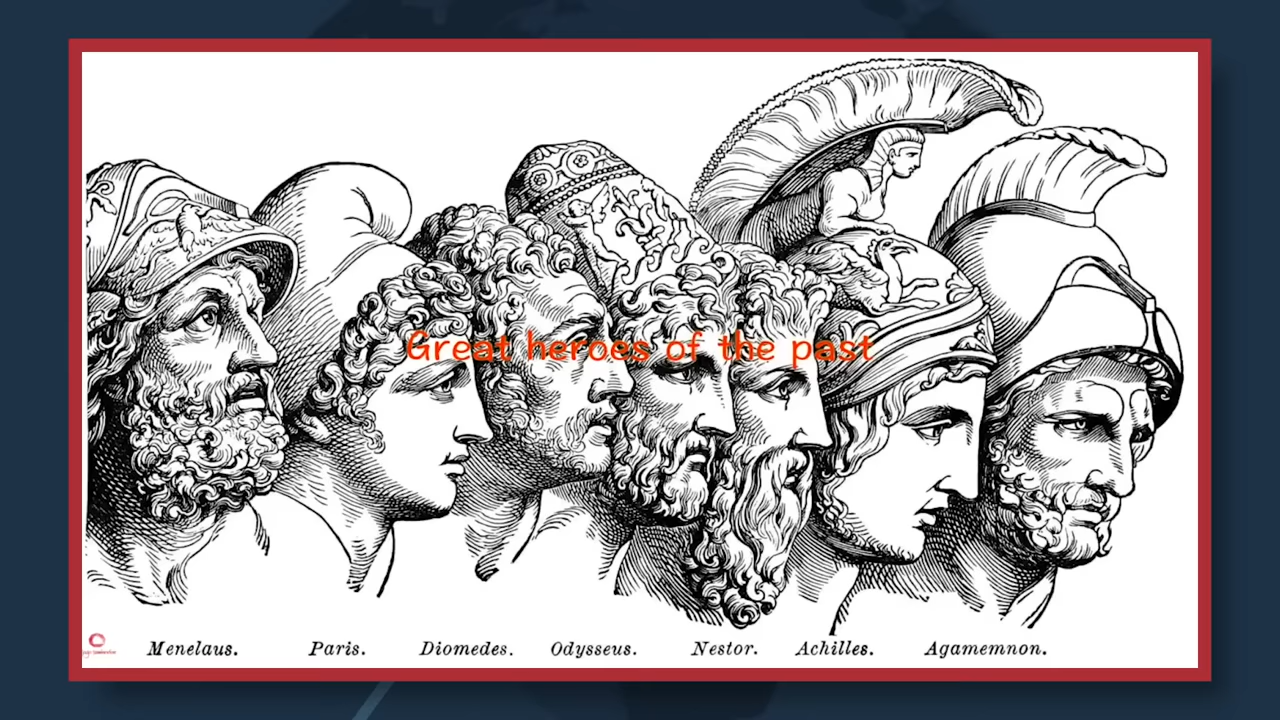 Great heroes of the past
Menelaus. Paris. Diomedes. Odysseus. Nestor. Achilles. Agamemnon.